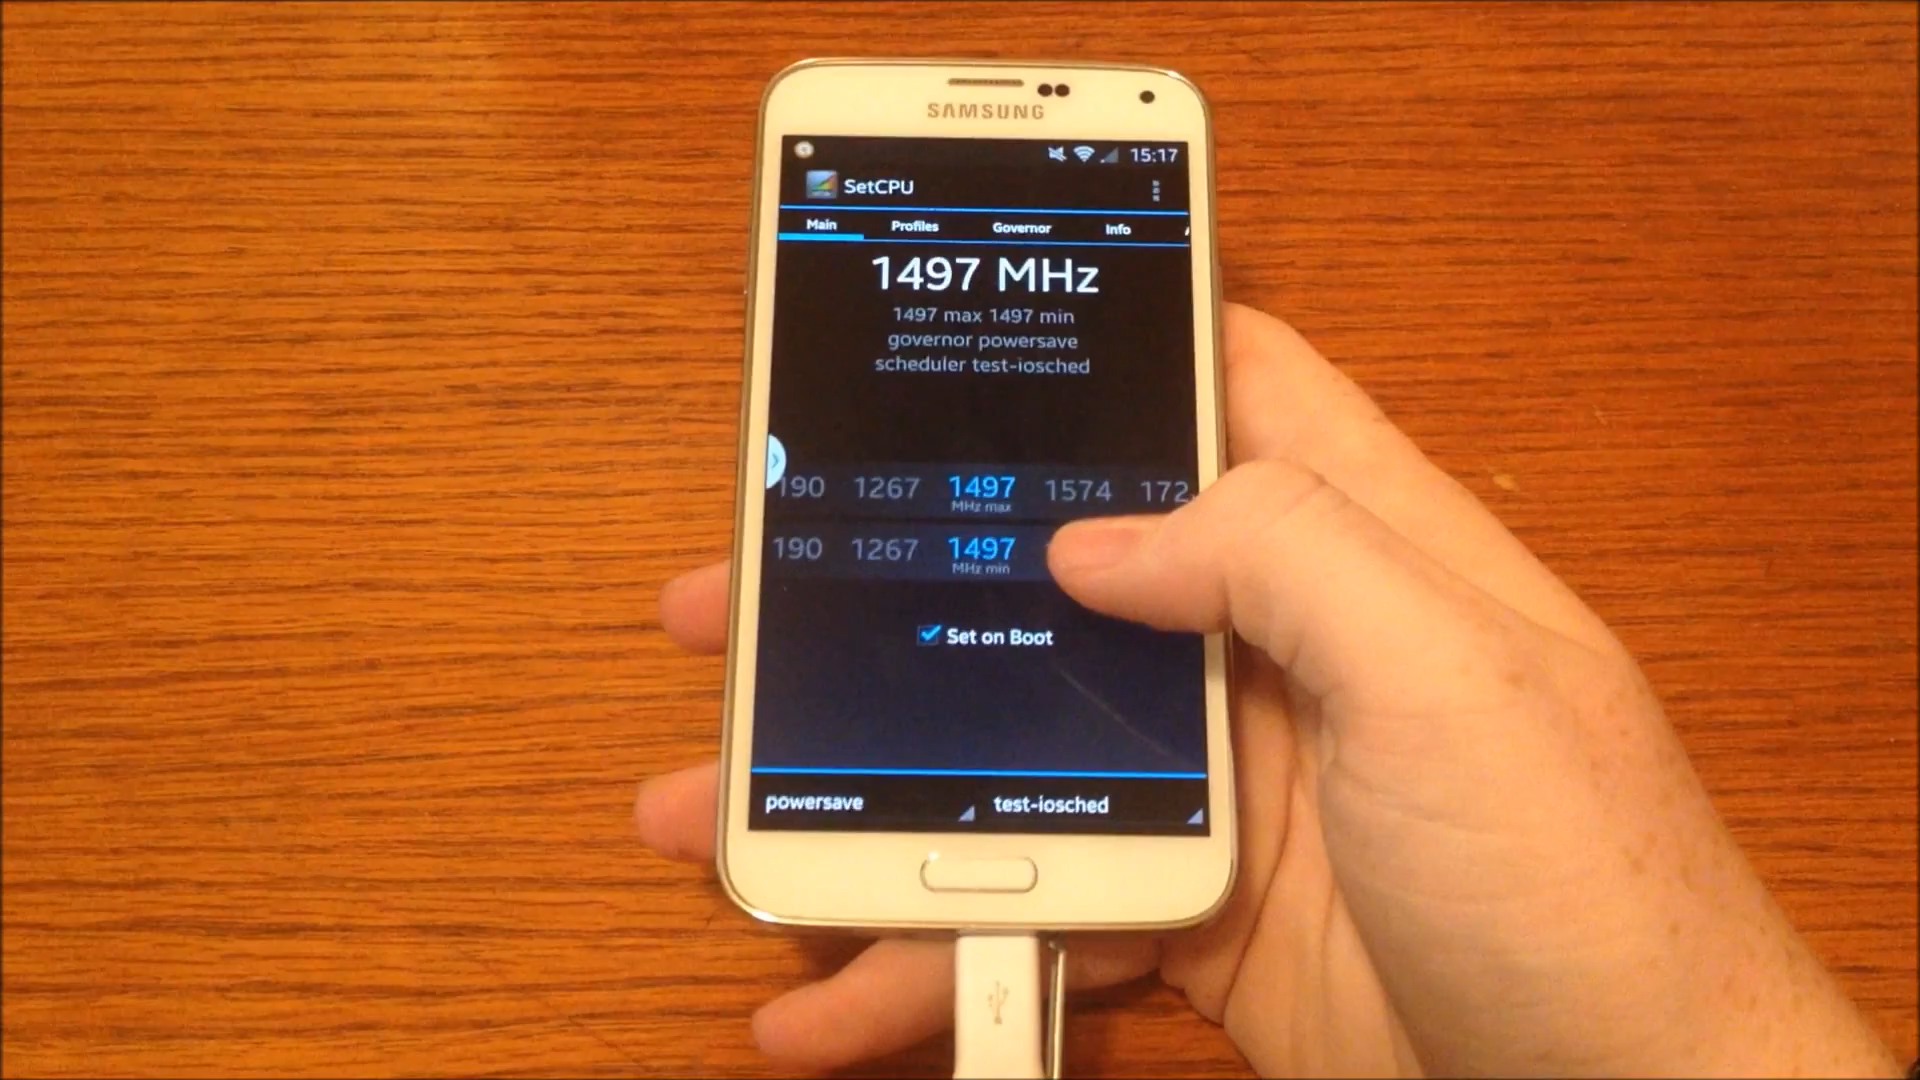 SAMSUNG
15:17
SetCPU
Main Profiles Governor Info
1497 MHz
1497 max 1497 min
governor powersave
scheduler test-iosched
190 1267 1497 1574 172
MHz max
190 1267 1497
MHz min
Set on Boot
powersave test-iosched